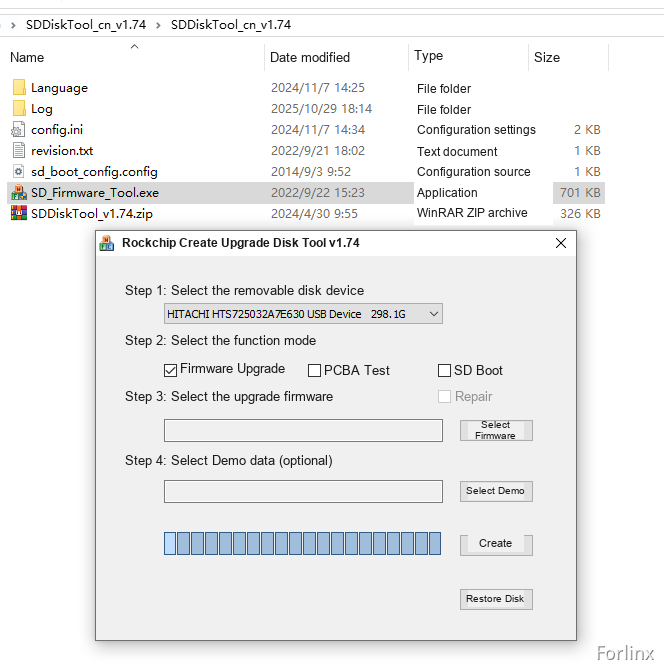 SDDiskTool_cn_v1.74 > SDDiskTool_cn_v1.74
Name Date modified Type Size
Language 2024/11/7 14:25 File folder
Log 2025/10/29 18:14 File folder
config.ini 2024/11/7 14:34 Configuration settings 2 KB
revision.txt 2022/9/21 18:02 Text document 1 KB
sd_boot_config.config 2014/9/3 9:52 Configuration source 1 KB
SD_Firmware_Tool.exe 2022/9/22 15:23 Application 701 KB
SDDiskTool_v1.74.zip 2024/4/30 9:55 WinRAR ZIP archive 326 KB
Rockchip Create Upgrade Disk Tool v1.74
Step 1: Select the removable disk device
HITACHI HTS725032A7E630 USB Device 298.1G
Step 2: Select the function mode
Firmware Upgrade PCBA Test SD Boot
Step 3: Select the upgrade firmware Repair
Select
Firmware
Step 4: Select Demo data (optional)
Select Demo
Create
Restore Disk
Forlinx